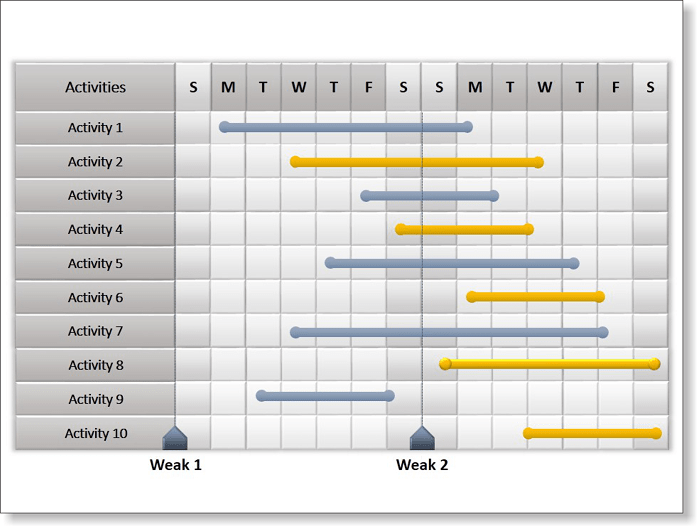 Activities S M T W T F S S M T W T F S
Activity 1
Activity 2
Activity 3
Activity 4
Activity 5
Activity 6
Activity 7
Activity 8
Activity 9
Activity 10
Weak 1 Weak 2